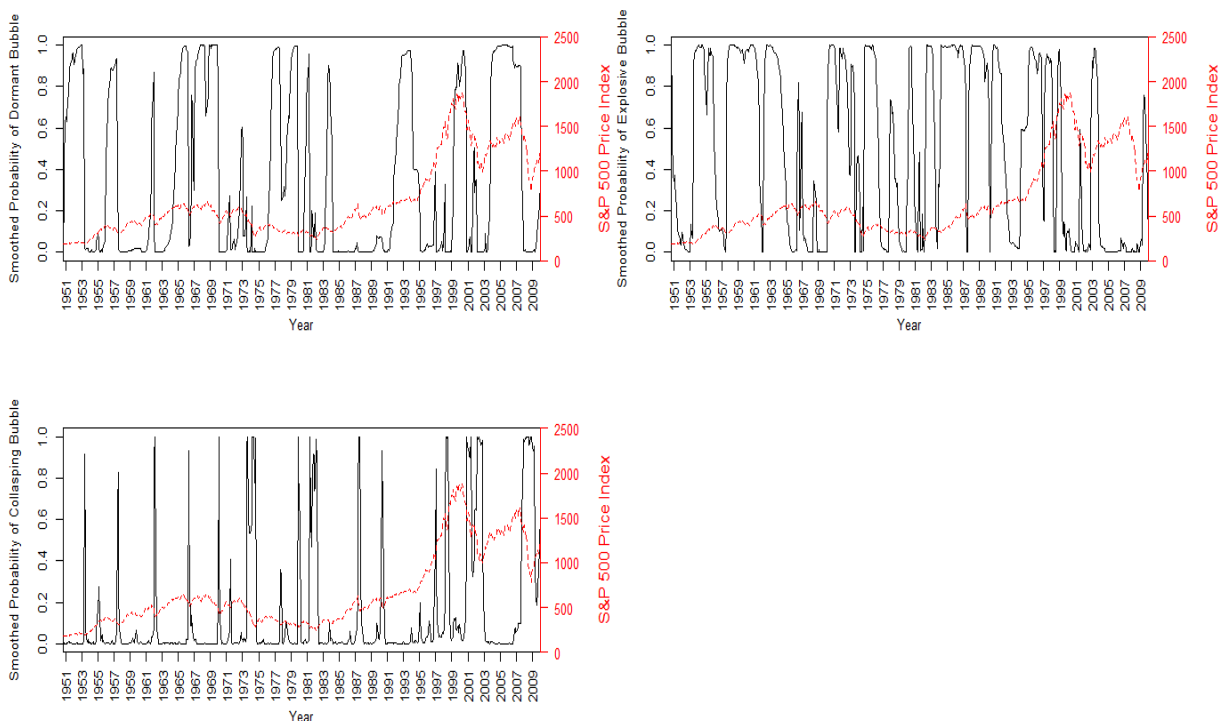 Smoothed Probability of Dormant Bubble
0.0 0.2 0.4 0.6 0.8 1.0
0 500 1000 1500 2000 2500
S&P 500 Price Index
1951 1953 1955 1957 1959 1961 1963 1965 1967 1969 1971 1973 1975 1977 1979 1981 1983 1985 1987 1989 1991 1993 1995 1997 1999 2001 2003 2005 2007 2009
Year
Smoothed Probability of Explosive Bubble
0.0 0.2 0.4 0.6 0.8 1.0
0 500 1000 1500 2000 2500
S&P 500 Price Index
1951 1953 1955 1957 1959 1961 1963 1965 1967 1969 1971 1973 1975 1977 1979 1981 1983 1985 1987 1989 1991 1993 1995 1997 1999 2001 2003 2005 2007 2009
Year
Smoothed Probability of Collasping Bubble
0.0 0.2 0.4 0.6 0.8 1.0
0 500 1000 1500 2000 2500
S&P 500 Price Index
1951 1953 1955 1957 1959 1961 1963 1965 1967 1969 1971 1973 1975 1977 1979 1981 1983 1985 1987 1989 1991 1993 1995 1997 1999 2001 2003 2005 2007 2009
Year